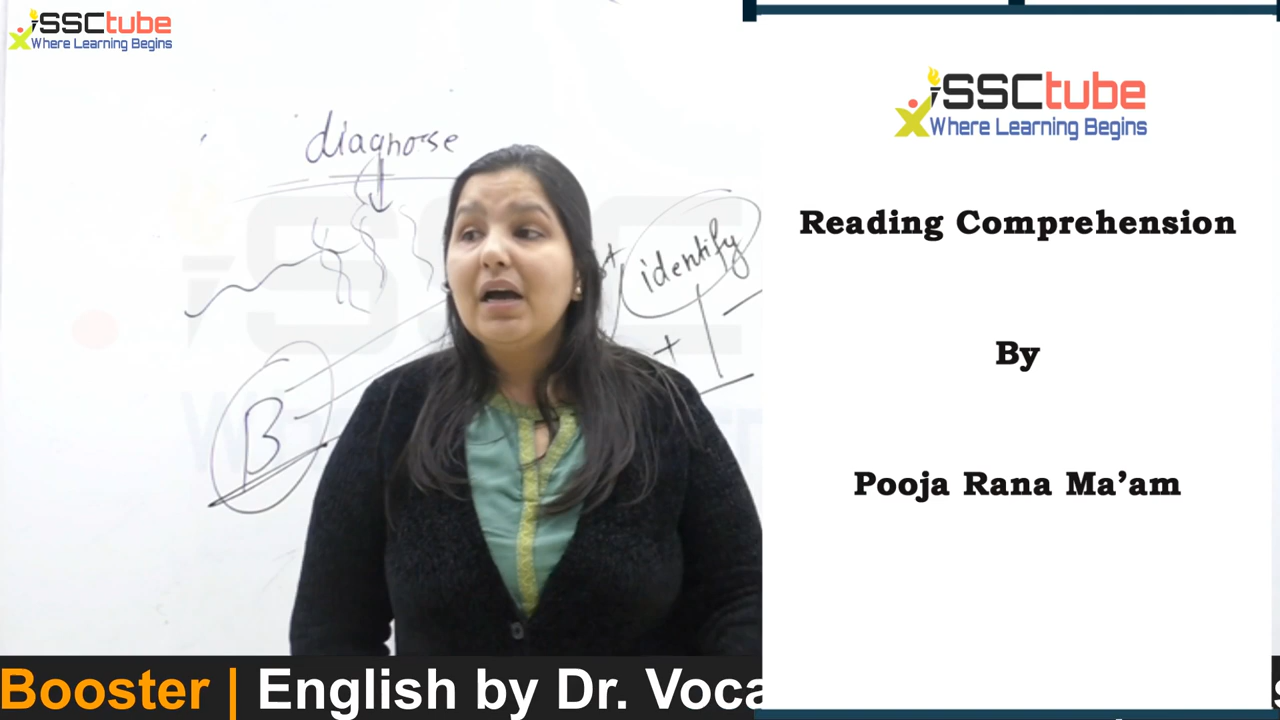 SSCtube
Where Learning Begins
diagnose
identify
+
B
SSCtube
Where Learning Begins
Reading Comprehension
By
Pooja Rana Ma’am
Booster | English by Dr. Voca